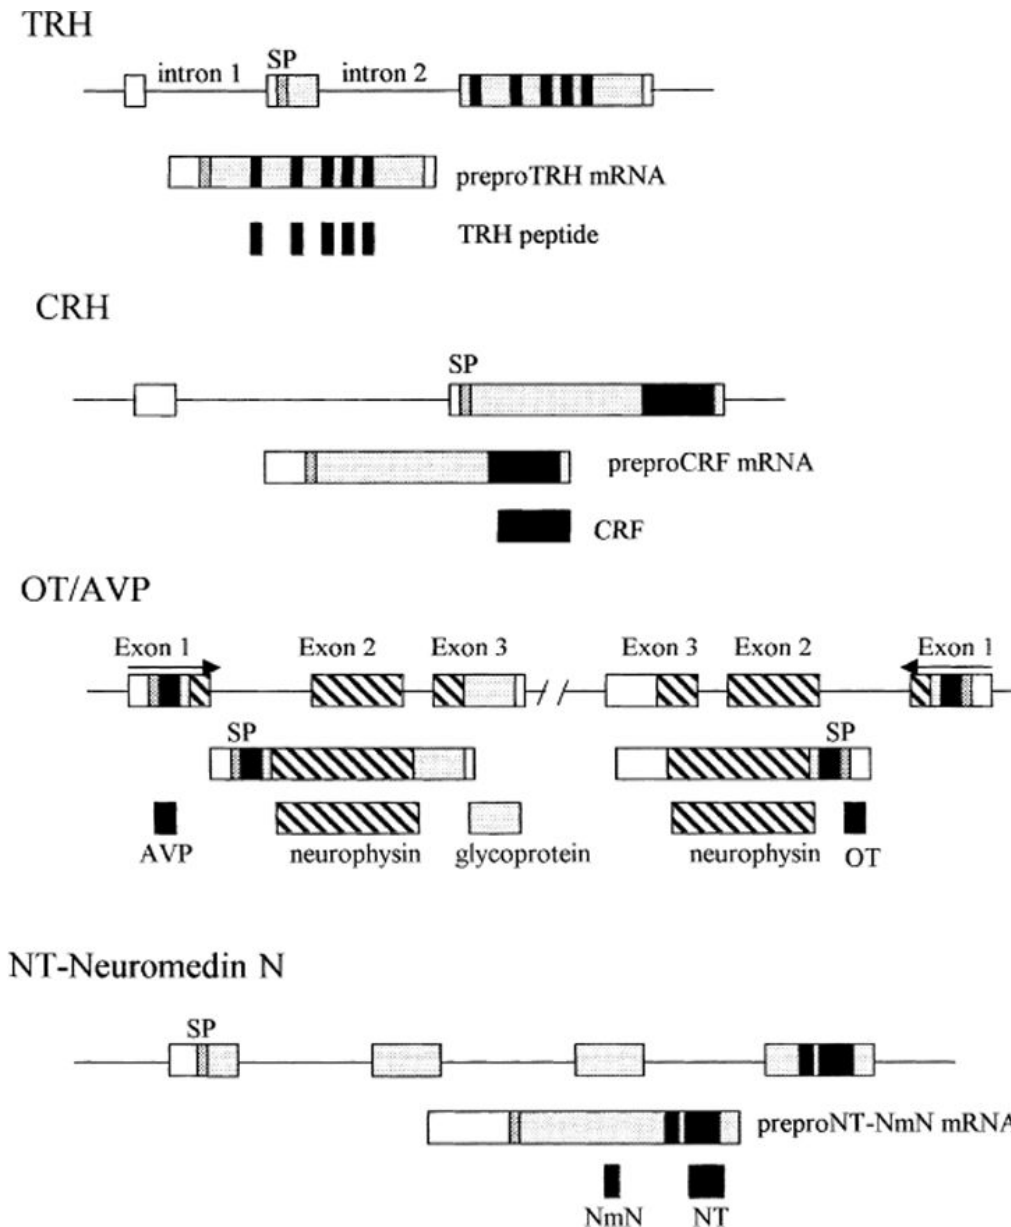 TRH
intron 1 SP intron 2
preproTRH mRNA
TRH peptide
CRH
SP
preproCRF mRNA
CRF
OT/AVP
Exon 1 Exon 2 Exon 3 Exon 3 Exon 2 Exon 1
SP SP
AVP neurophysin glycoprotein neurophysin OT
NT-Neuromedin N
SP
preproNT-NmN mRNA
NmN NT